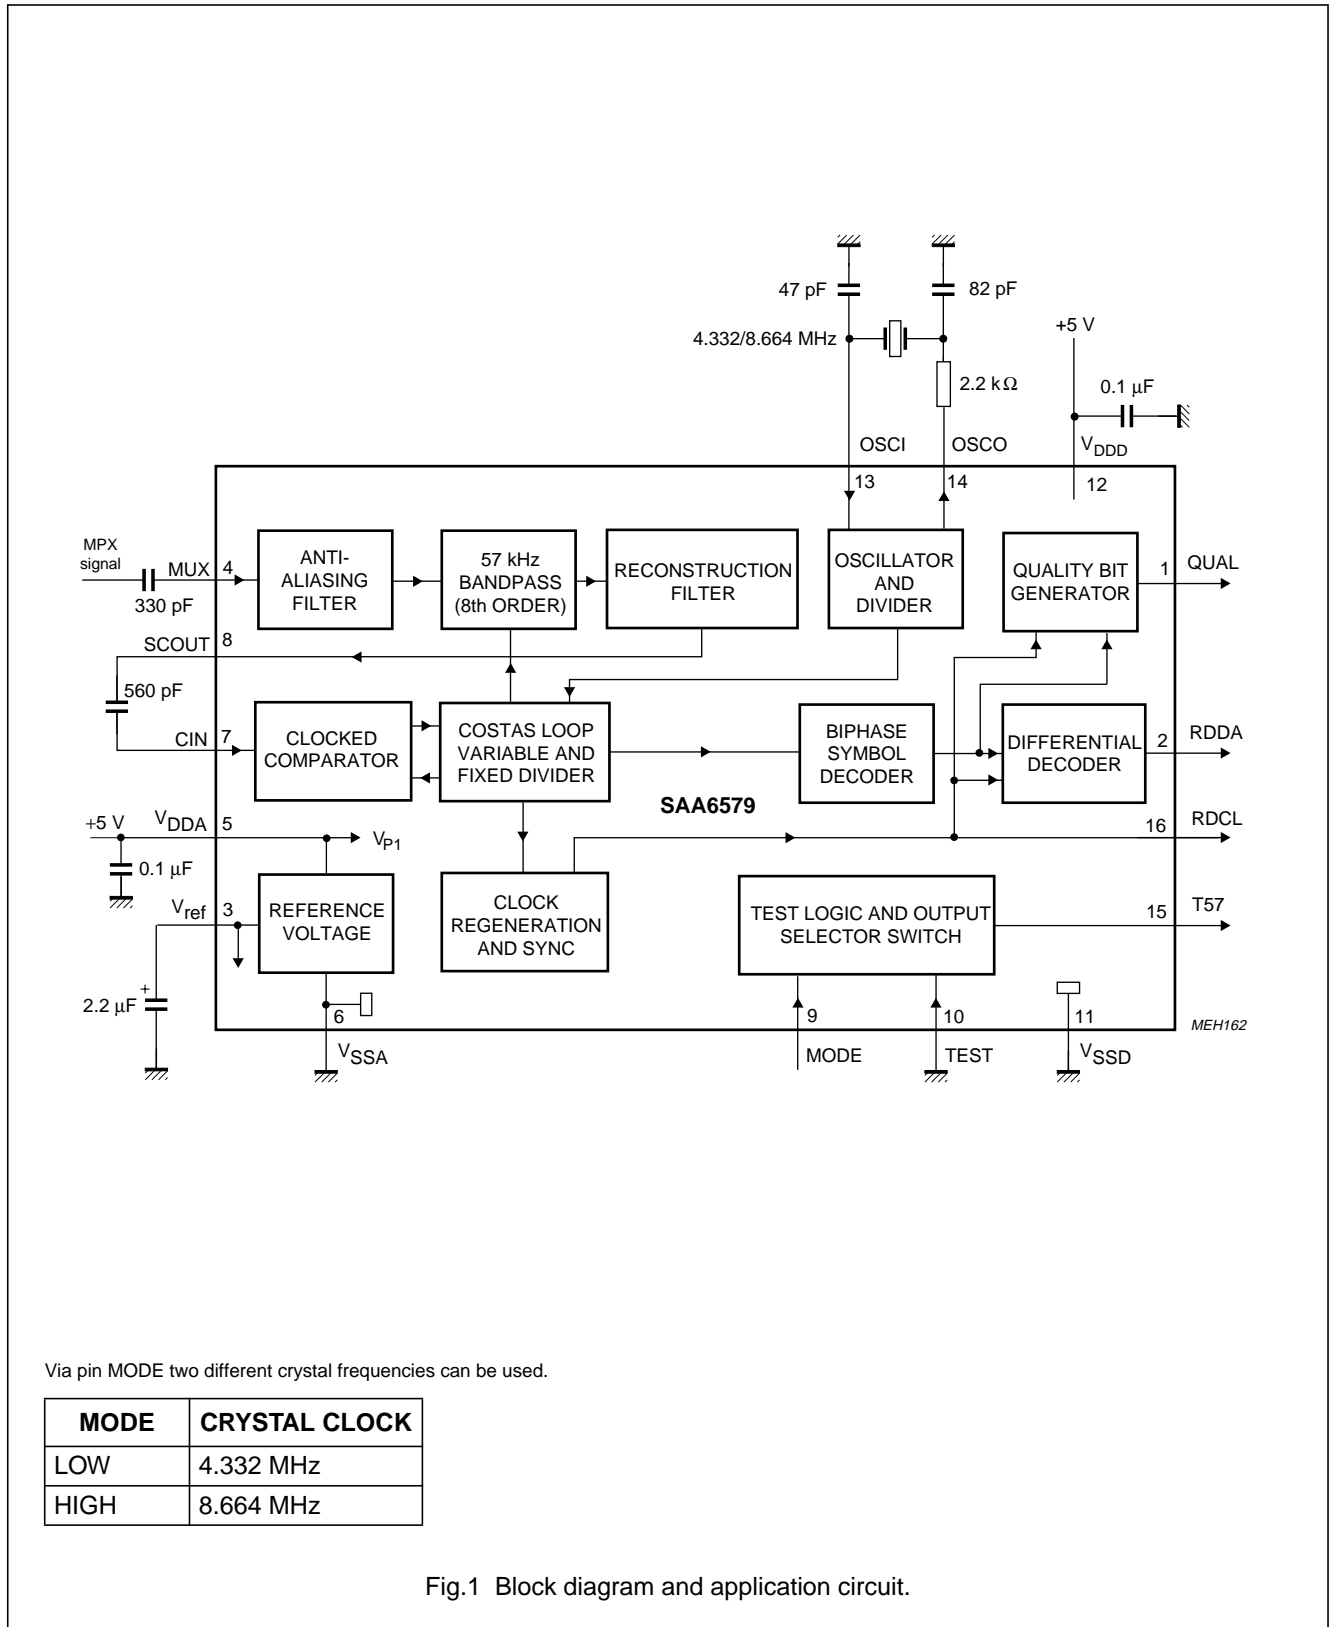 47 pF
82 pF
4.332/8.664 MHz
2.2 kΩ
+5 V
0.1 μF
OSCI
OSCO
VDDD
13
14
12
MPX
signal
330 pF
MUX
4
ANTI-
ALIASING
FILTER
57 kHz
BANDPASS
(8th ORDER)
RECONSTRUCTION
FILTER
OSCILLATOR
AND
DIVIDER
QUALITY BIT
GENERATOR
1
QUAL
SCOUT
8
560 pF
CIN
7
CLOCKED
COMPARATOR
COSTAS LOOP
VARIABLE AND
FIXED DIVIDER
BIPHASE
SYMBOL
DECODER
DIFFERENTIAL
DECODER
2
RDDA
SAA6579
+5 V
VDDA
5
VP1
16
RDCL
0.1 μF
Vref
3
REFERENCE
VOLTAGE
CLOCK
REGENERATION
AND SYNC
TEST LOGIC AND OUTPUT
SELECTOR SWITCH
15
T57
2.2 μF
+
6
VSSA
9
MODE
10
TEST
11
VSSD
MEH162
Via pin MODE two different crystal frequencies can be used.
MODE CRYSTAL CLOCK
LOW 4.332 MHz
HIGH 8.664 MHz
Fig.1 Block diagram and application circuit.